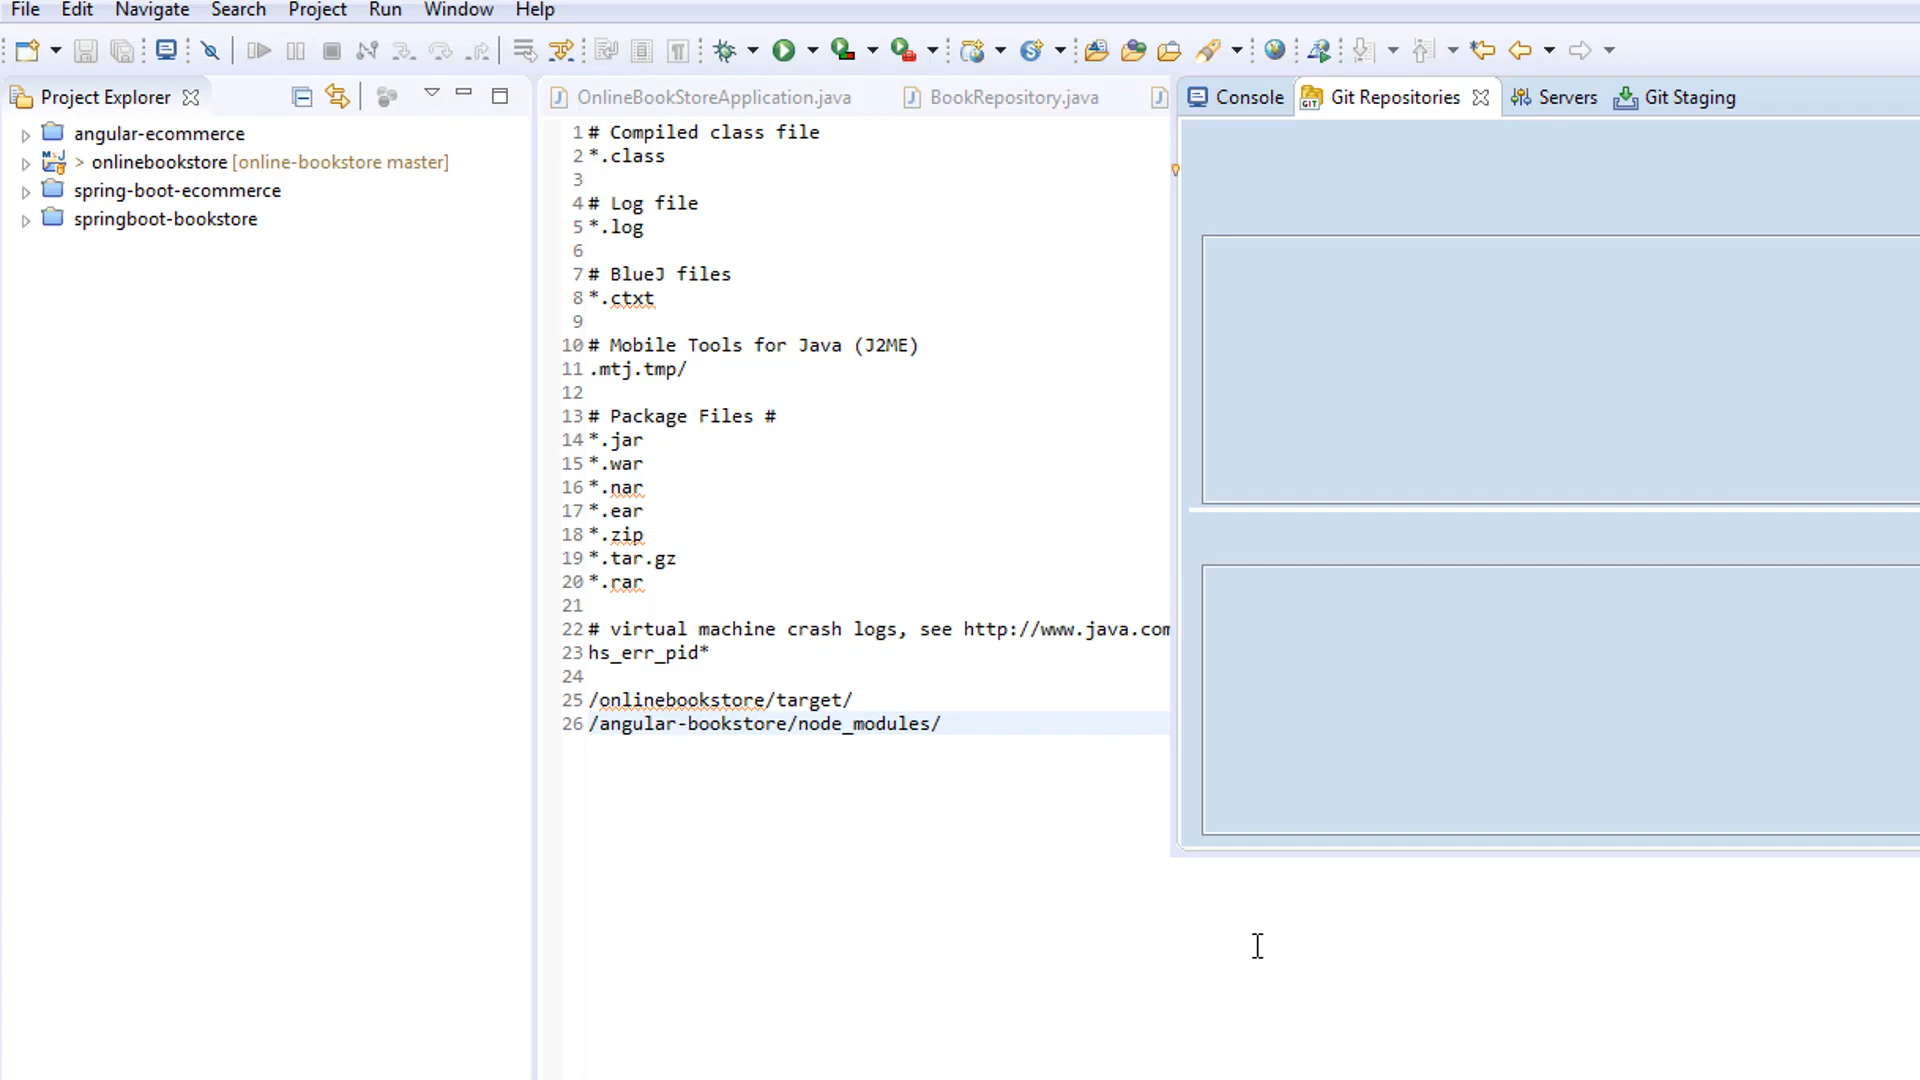 File Edit Navigate Search Project Run Window Help
Project Explorer
angular-ecommerce
> onlinebookstore [online-bookstore master]
spring-boot-ecommerce
springboot-bookstore
OnlineBookStoreApplication.java BookRepository.java
1 # Compiled class file
2 *.class
3
4 # Log file
5 *.log
6
7 # BlueJ files
8 *.ctxt
9
10 # Mobile Tools for Java (J2ME)
11 .mtj.tmp/
12
13 # Package Files #
14 *.jar
15 *.war
16 *.nar
17 *.ear
18 *.zip
19 *.tar.gz
20 *.rar
21
22 # virtual machine crash logs, see http://www.java.com
23 hs_err_pid*
24
25 /onlinebookstore/target/
26 /angular-bookstore/node_modules/
Console Git Repositories Servers Git Staging